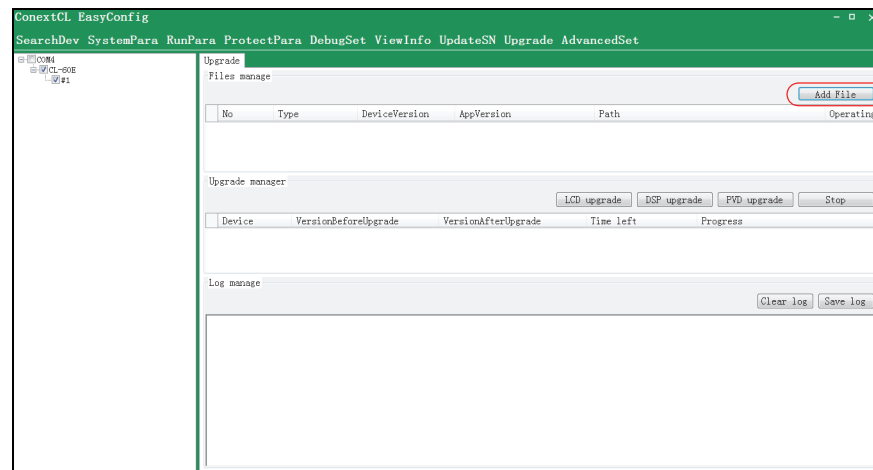 ConextCL EasyConfig
SearchDev SystemPara RunPara ProtectPara DebugSet ViewInfo UpdateSN Upgrade AdvancedSet
COM4
CL-60E
#1
Upgrade
Files manage
Add File
No Type DeviceVersion AppVersion Path Operating
Upgrade manager
LCD upgrade DSP upgrade PVD upgrade Stop
Device VersionBeforeUpgrade VersionAfterUpgrade Time left Progress
Log manage
Clear log Save log